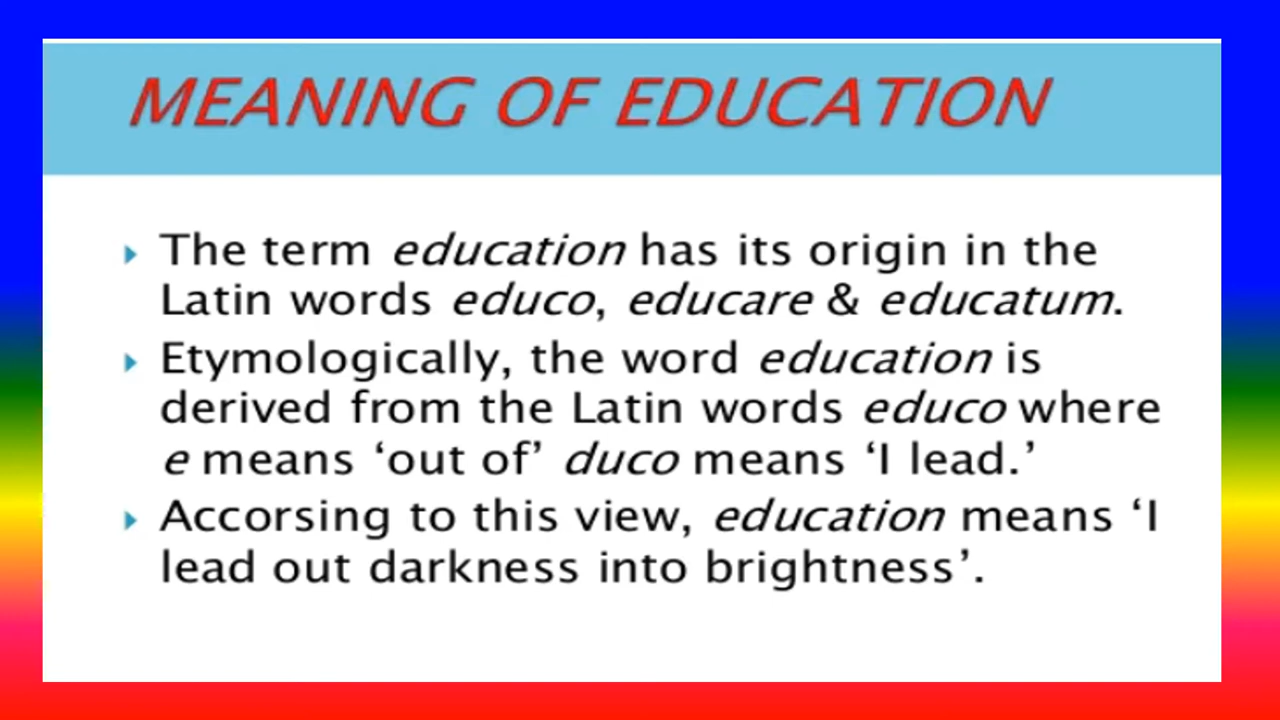 MEANING OF EDUCATION
The term education has its origin in the
Latin words educo, educare & educatum.
Etymologically, the word education is
derived from the Latin words educo where
e means ‘out of’ duco means ‘I lead.’
Accorsing to this view, education means ‘I
lead out darkness into brightness’.